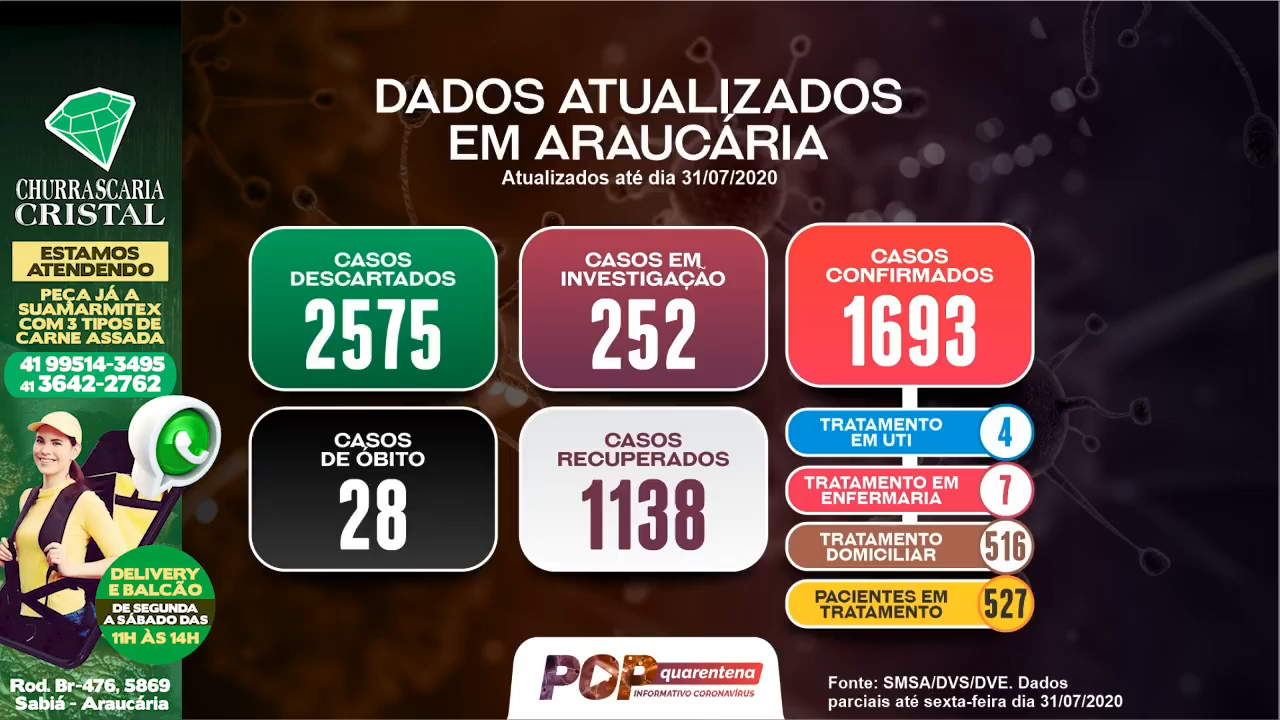 CHURRASCARIA
CRISTAL
ESTAMOS
ATENDENDO
PEÇA JÁ A
SUAMARMITEX
COM 3 TIPOS DE
CARNE ASSADA
41 99514-3495
41 3642-2762
DELIVERY
E BALCÃO
DE SEGUNDA
A SÁBADO DAS
11H ÀS 14H
Rod. Br-476, 5869
Sabiá - Araucária
DADOS ATUALIZADOS
EM ARAUCÁRIA
Atualizados até dia 31/07/2020
CASOS
DESCARTADOS
2575
CASOS EM
INVESTIGAÇÃO
252
CASOS
CONFIRMADOS
1693
CASOS
DE ÓBITO
28
CASOS
RECUPERADOS
1138
TRATAMENTO
EM UTI
4
TRATAMENTO EM
ENFERMARIA
7
TRATAMENTO
DOMICILIAR
516
PACIENTES EM
TRATAMENTO
527
POP quarentena
INFORMATIVO CORONAVÍRUS
Fonte: SMSA/DVS/DVE. Dados
parciais até sexta-feira dia 31/07/2020